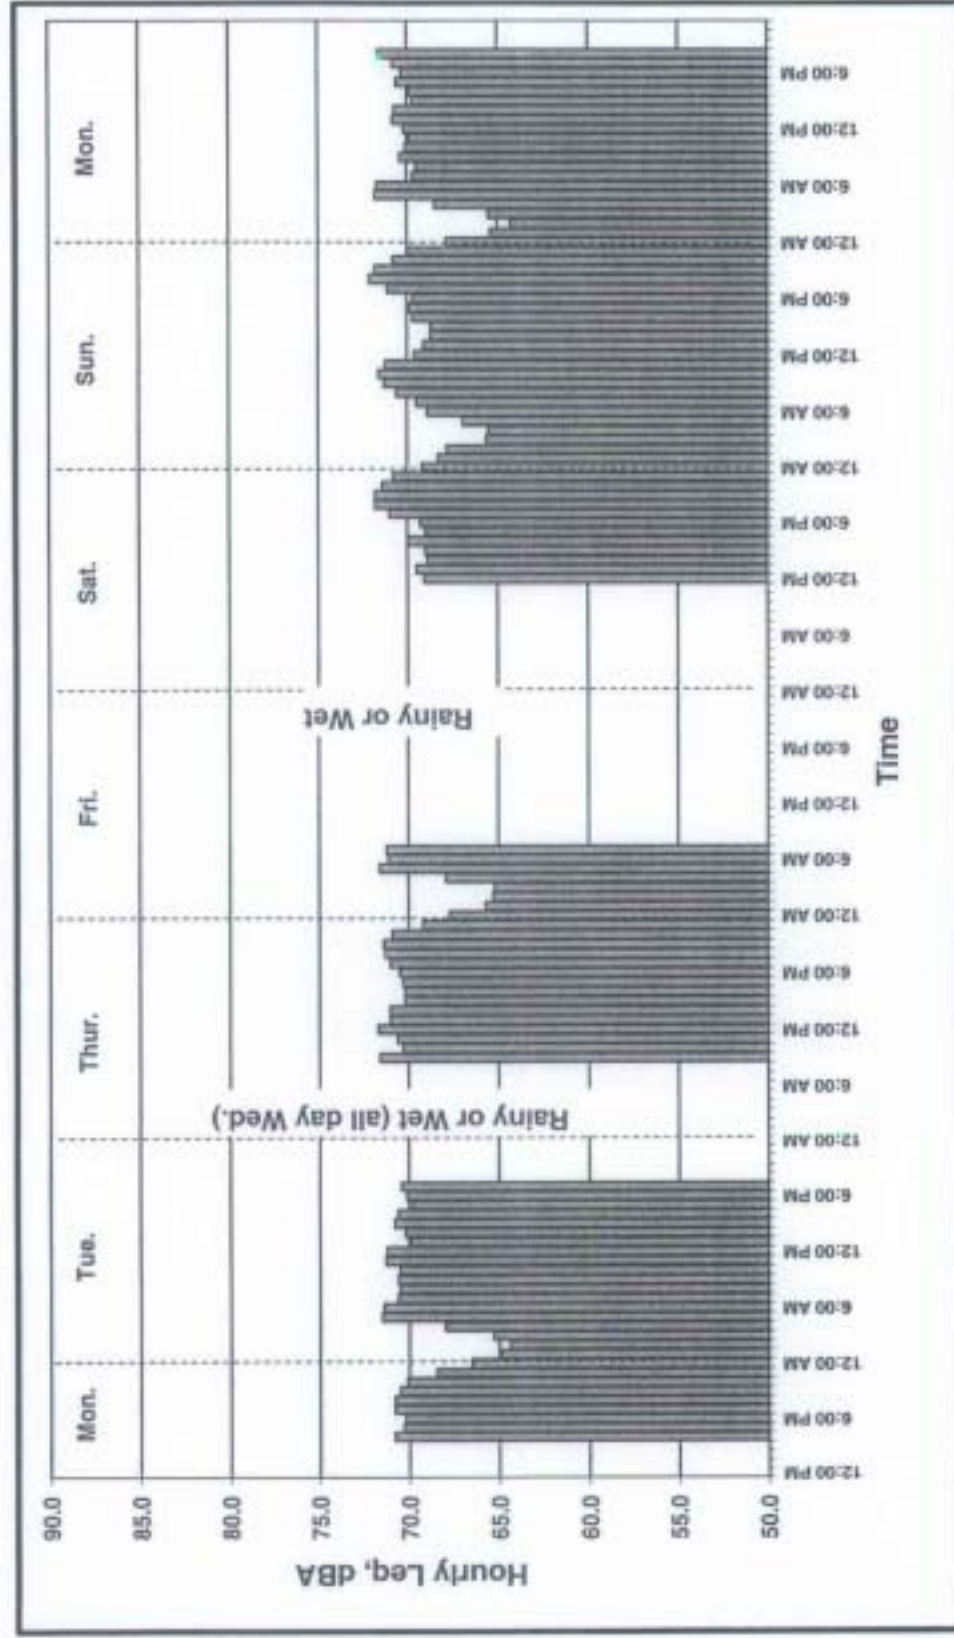 Mon. Tue. Thur. Fri. Sat. Sun. Mon.
Hourly Leq, dBA
90.0
85.0
80.0
75.0
70.0
65.0
60.0
55.0
50.0
Rainy or Wet (all day Wed.)
Rainy or Wet
12:00 PM
6:00 PM
12:00 AM
6:00 AM
12:00 PM
6:00 PM
12:00 AM
6:00 AM
12:00 PM
6:00 PM
12:00 AM
6:00 AM
12:00 PM
6:00 PM
12:00 AM
6:00 AM
12:00 PM
6:00 PM
12:00 AM
6:00 AM
12:00 PM
6:00 PM
12:00 AM
6:00 AM
12:00 PM
6:00 PM
Time